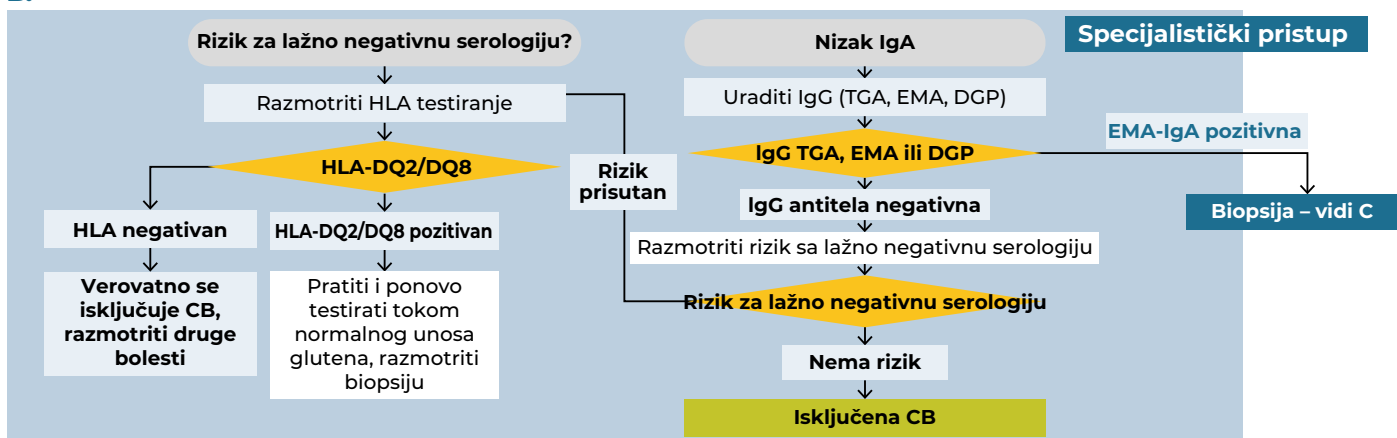 Specijalistički pristup
Rizik za lažno negativnu serologiju?
Razmotriti HLA testiranje
HLA-DQ2/DQ8
HLA negativan
Verovatno se
isključuje CB,
razmotriti druge
bolesti
HLA-DQ2/DQ8 pozitivan
Pratiti i ponovo
testirati tokom
normalnog unosa
glutena, razmotriti
biopsiju
Rizik
prisutan
Nizak IgA
Uraditi IgG (TGA, EMA, DGP)
IgG TGA, EMA ili DGP
EMA-IgA pozitivna
Biopsija – vidi C
IgG antitela negativna
Razmotriti rizik sa lažno negativnu serologiju
Rizik za lažno negativnu serologiju
Nema rizik
Isključena CB